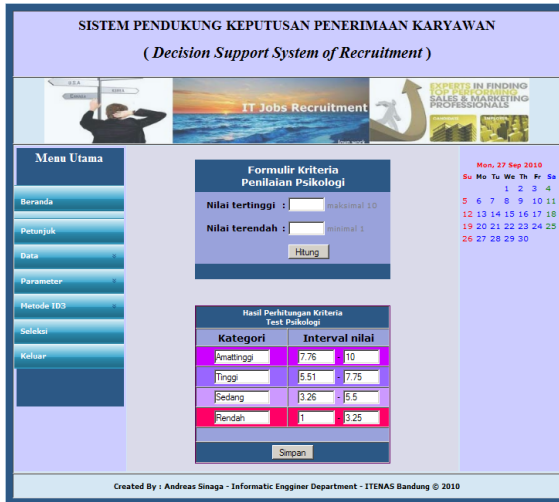 SISTEM PENDUKUNG KEPUTUSAN PENERIMAAN KARYAWAN
( Decision Support System of Recruitment )
IT Jobs Recruitment
EXPERTS IN FINDING
TOP PERFORMING
SALES & MARKETING
PROFESSIONALS
Menu Utama
Beranda
Petunjuk
Data
Parameter
Metode ID3
Seleksi
Keluar
Formulir Kriteria
Penilaian Psikologi
Nilai tertinggi : maksimal 10
Nilai terendah : minimal 1
Hitung
Hasil Perhitungan Kriteria
Test Psikologi
Kategori Interval nilai
Amattinggi 7.76 - 10
Tinggi 5.51 - 7.75
Sedang 3.26 - 5.5
Rendah 1 - 3.25
Simpan
Mon, 27 Sep 2010
Su Mo Tu We Th Fr Sa
1 2 3 4
5 6 7 8 9 10 11
12 13 14 15 16 17 18
19 20 21 22 23 24 25
26 27 28 29 30
Created By : Andreas Sinaga - Informatic Engginer Department - ITENAS Bandung © 2010